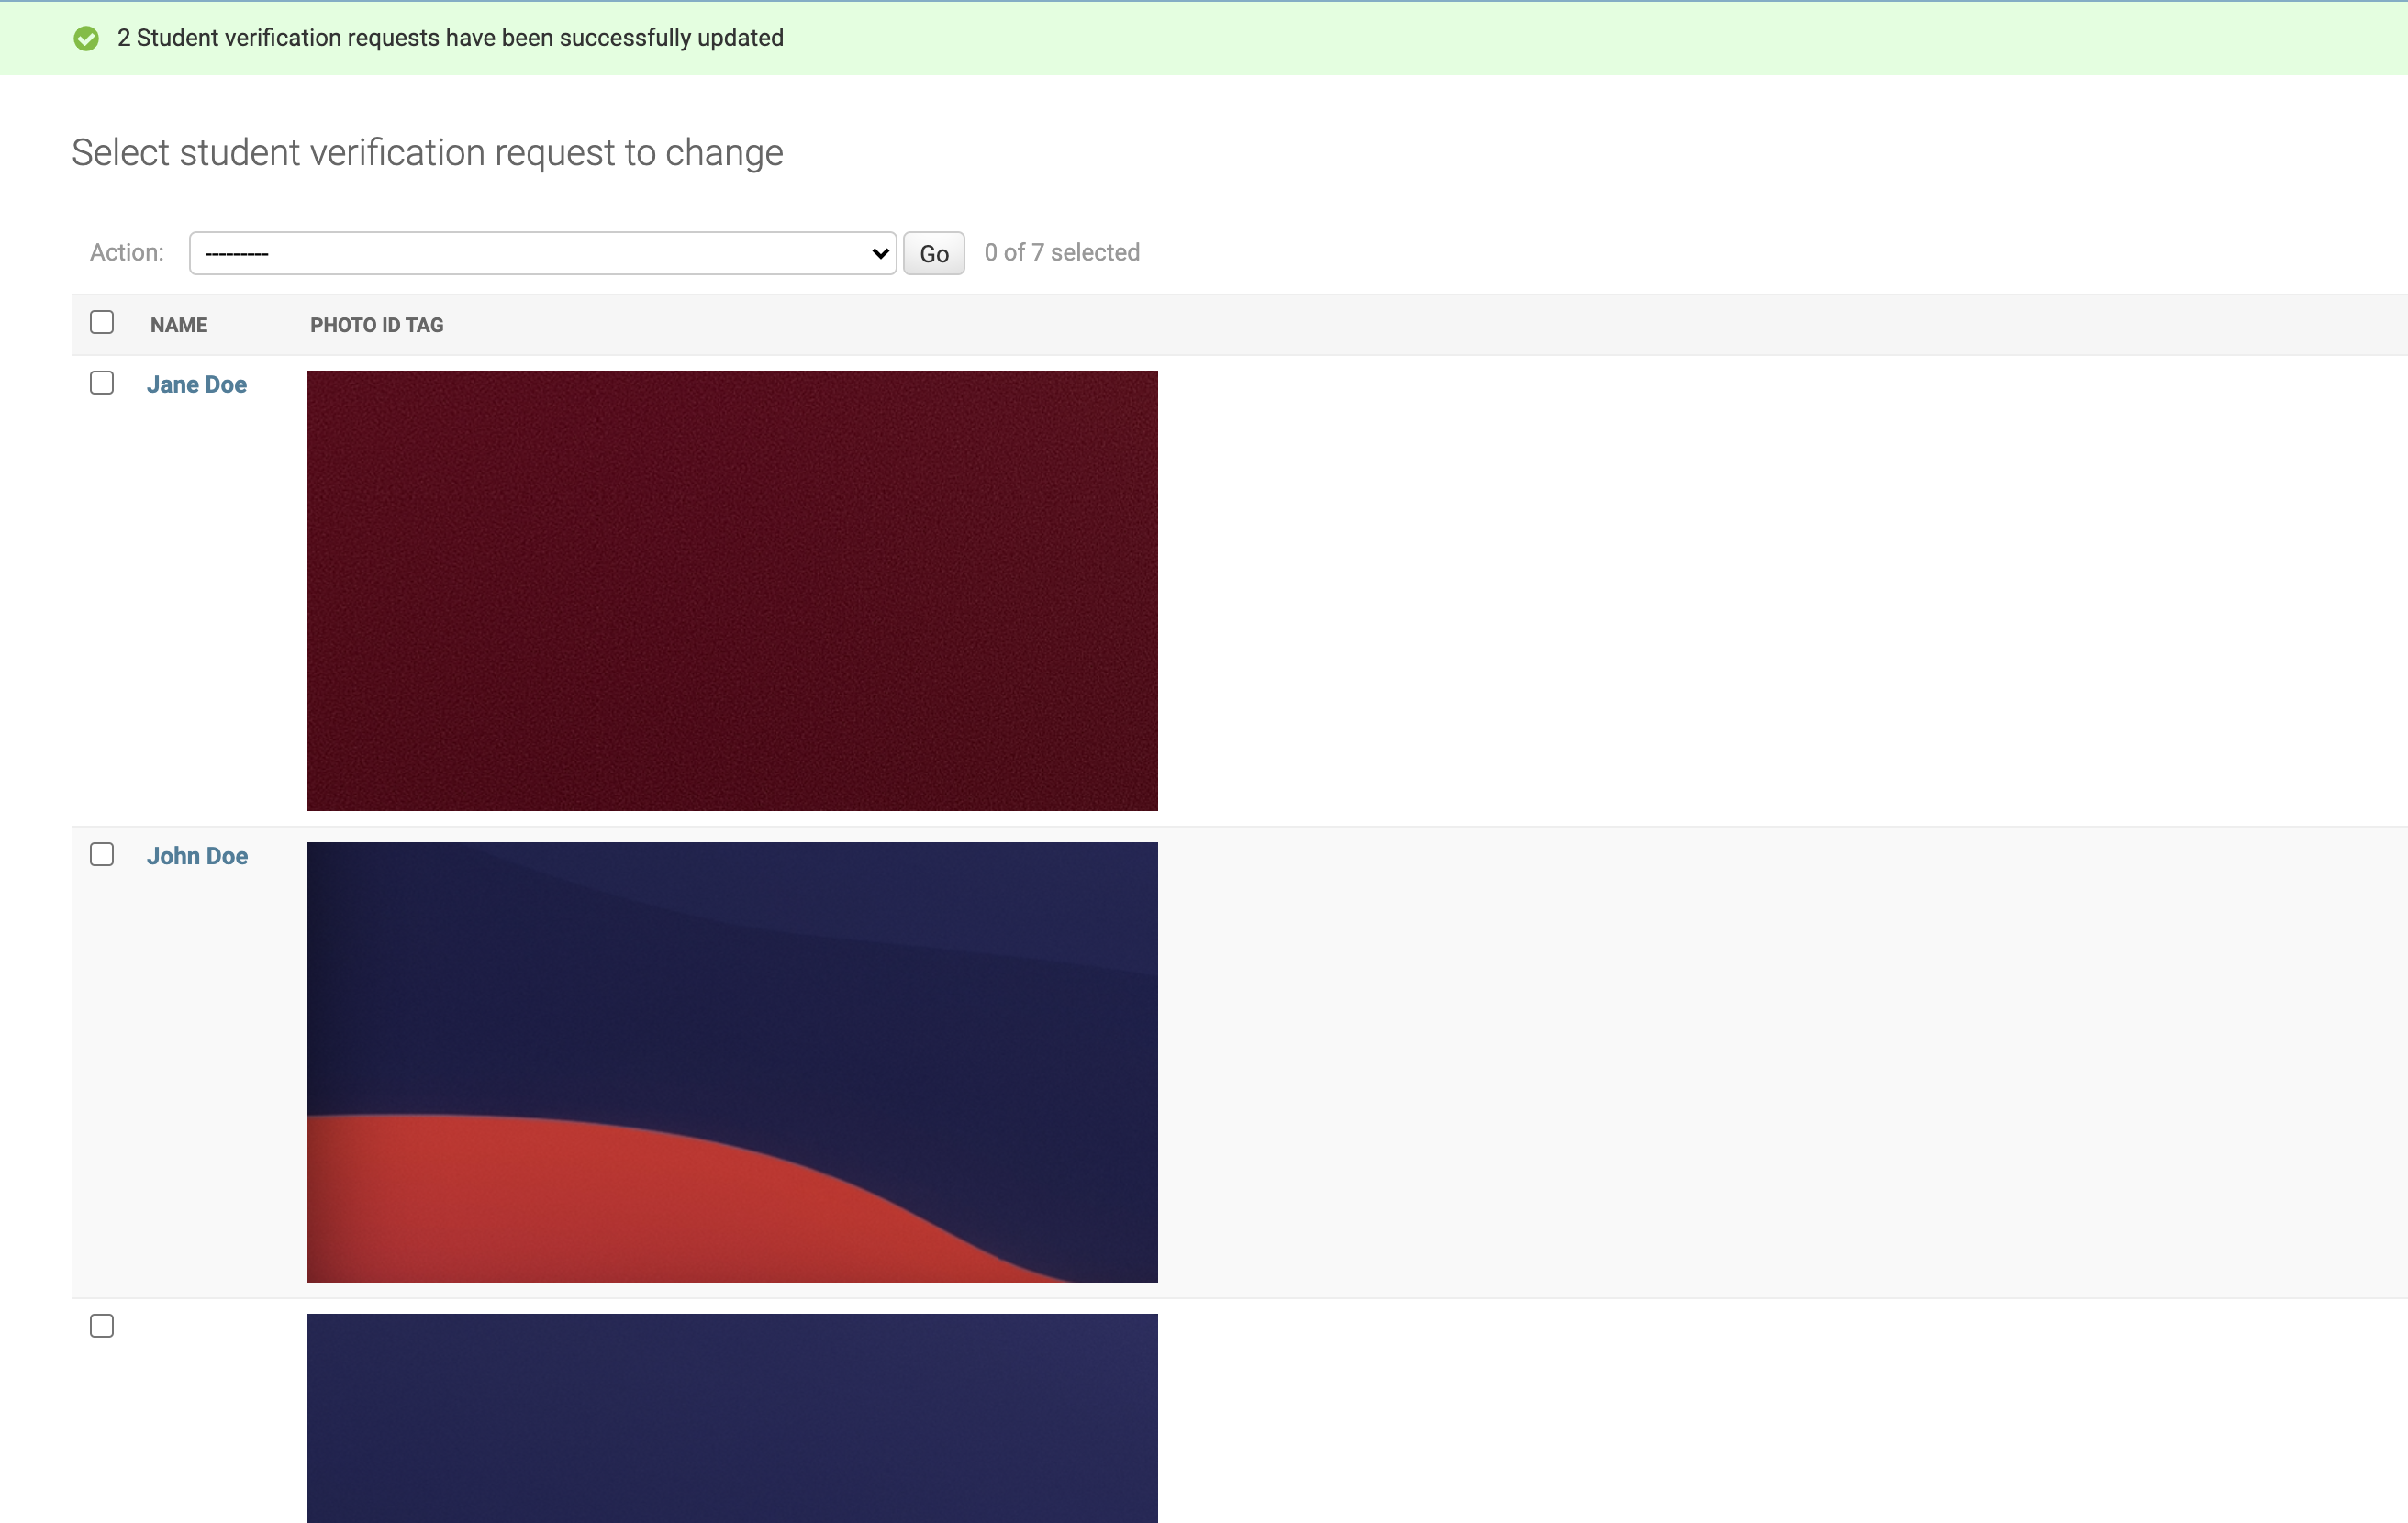 2 Student verification requests have been successfully updated
Select student verification request to change
Action: --------- Go 0 of 7 selected
NAME PHOTO ID TAG
Jane Doe
John Doe